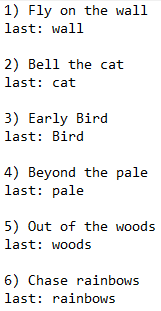 1) Fly on the wall
last: wall
2) Bell the cat
last: cat
3) Early Bird
last: Bird
4) Beyond the pale
last: pale
5) Out of the woods
last: woods
6) Chase rainbows
last: rainbows